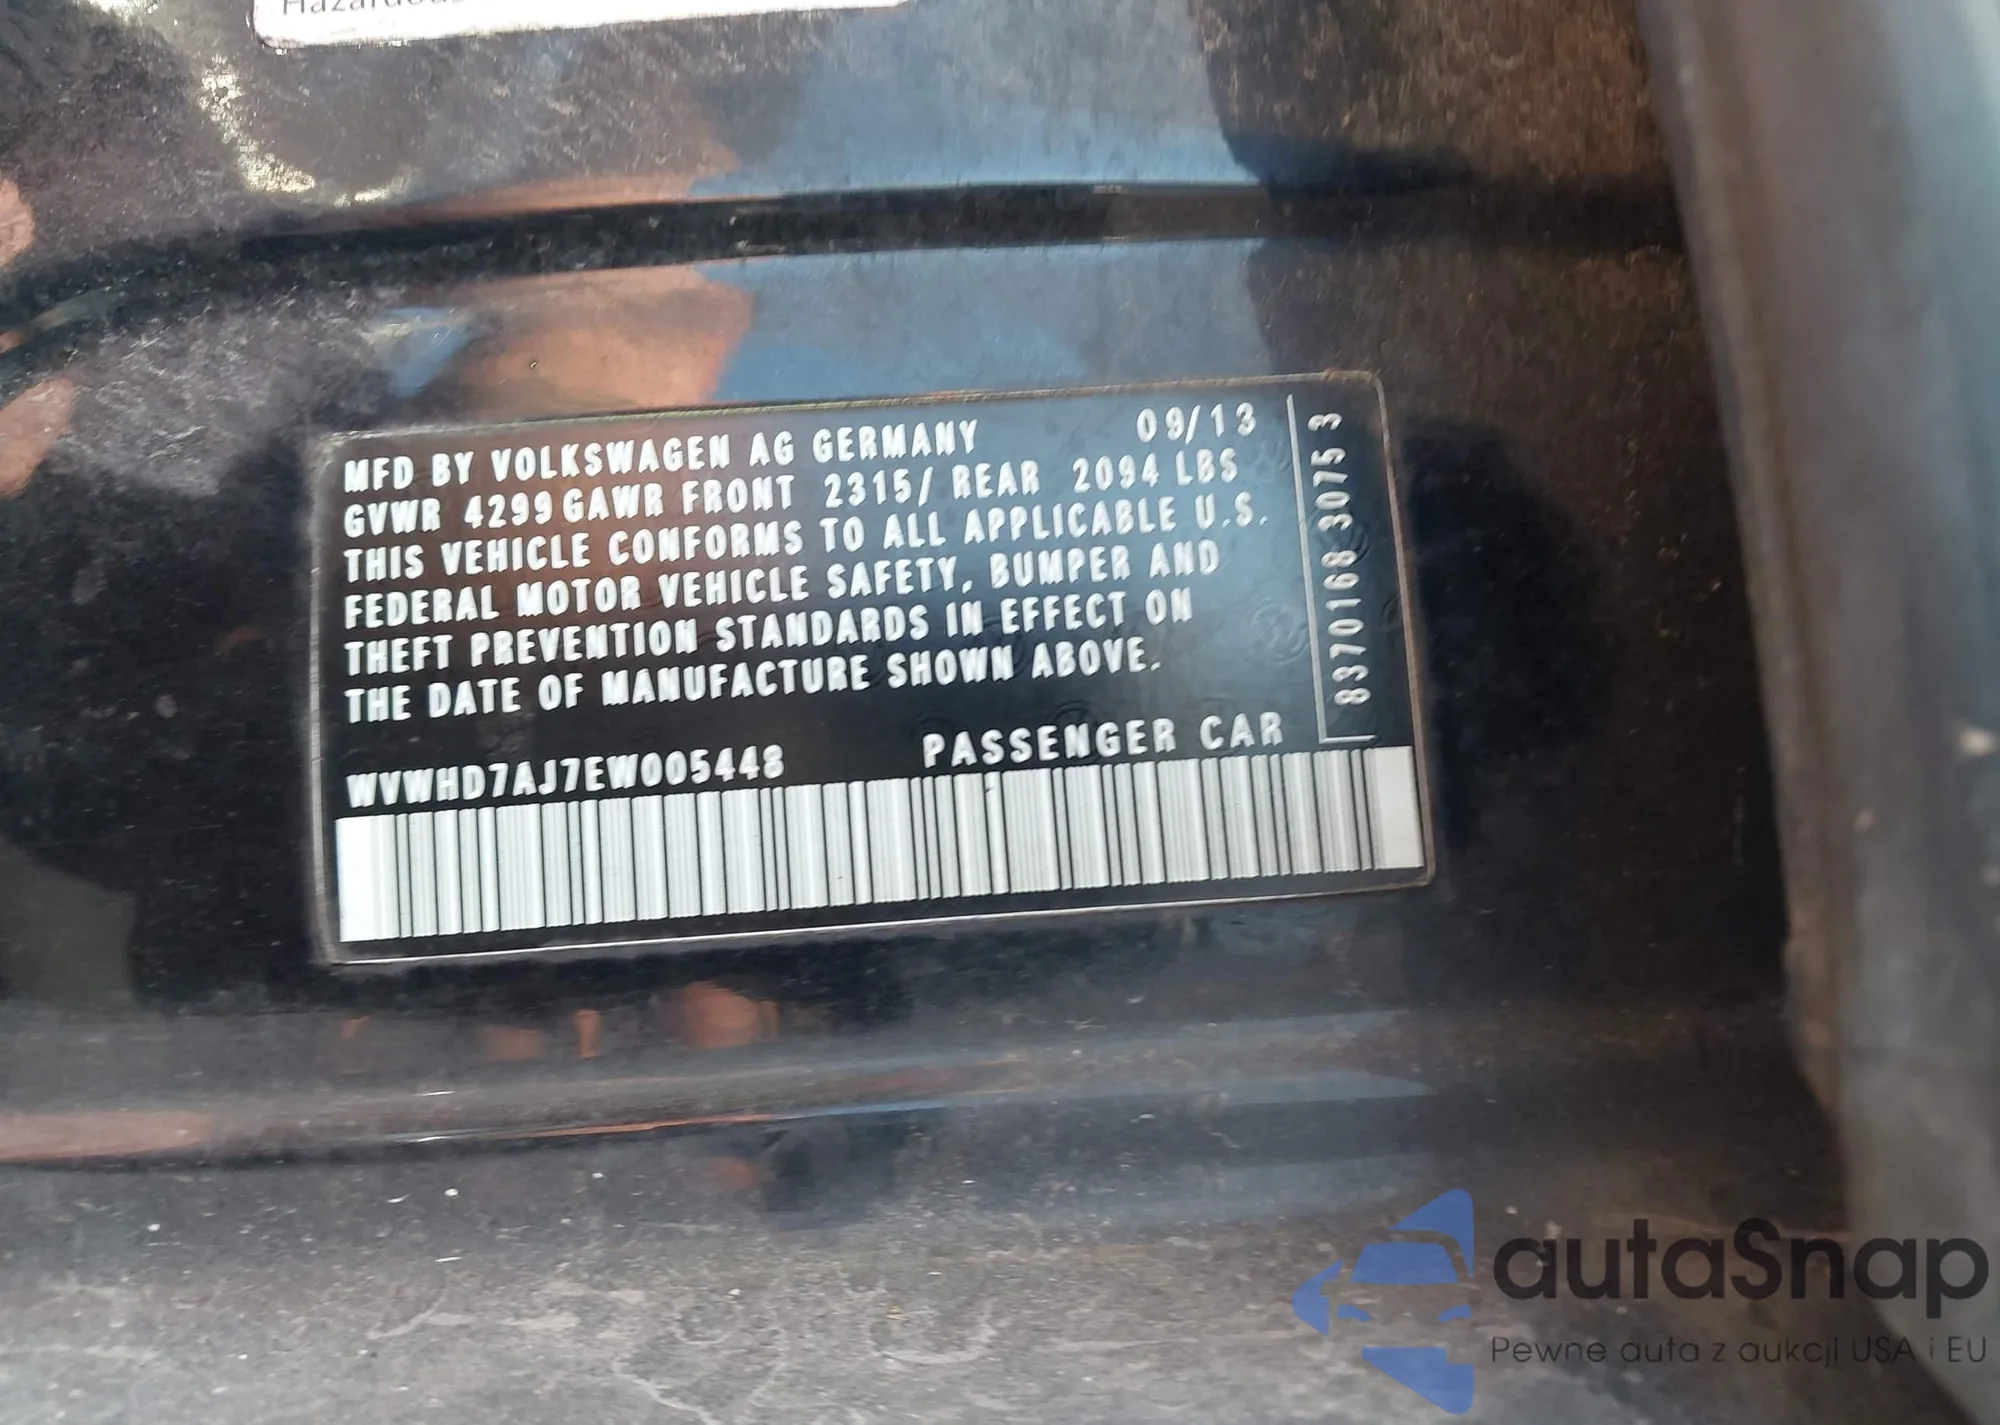 MFD BY VOLKSWAGEN AG GERMANY 09/13
GVWR 4299 GAWR FRONT 2315/ REAR 2094 LBS
THIS VEHICLE CONFORMS TO ALL APPLICABLE U.S.
FEDERAL MOTOR VEHICLE SAFETY, BUMPER AND
THEFT PREVENTION STANDARDS IN EFFECT ON
THE DATE OF MANUFACTURE SHOWN ABOVE.
WVWHD7AJ7EW005448 PASSENGER CAR
8370168 3075 3
autaSnap
Pewne auta z aukcji USA i EU